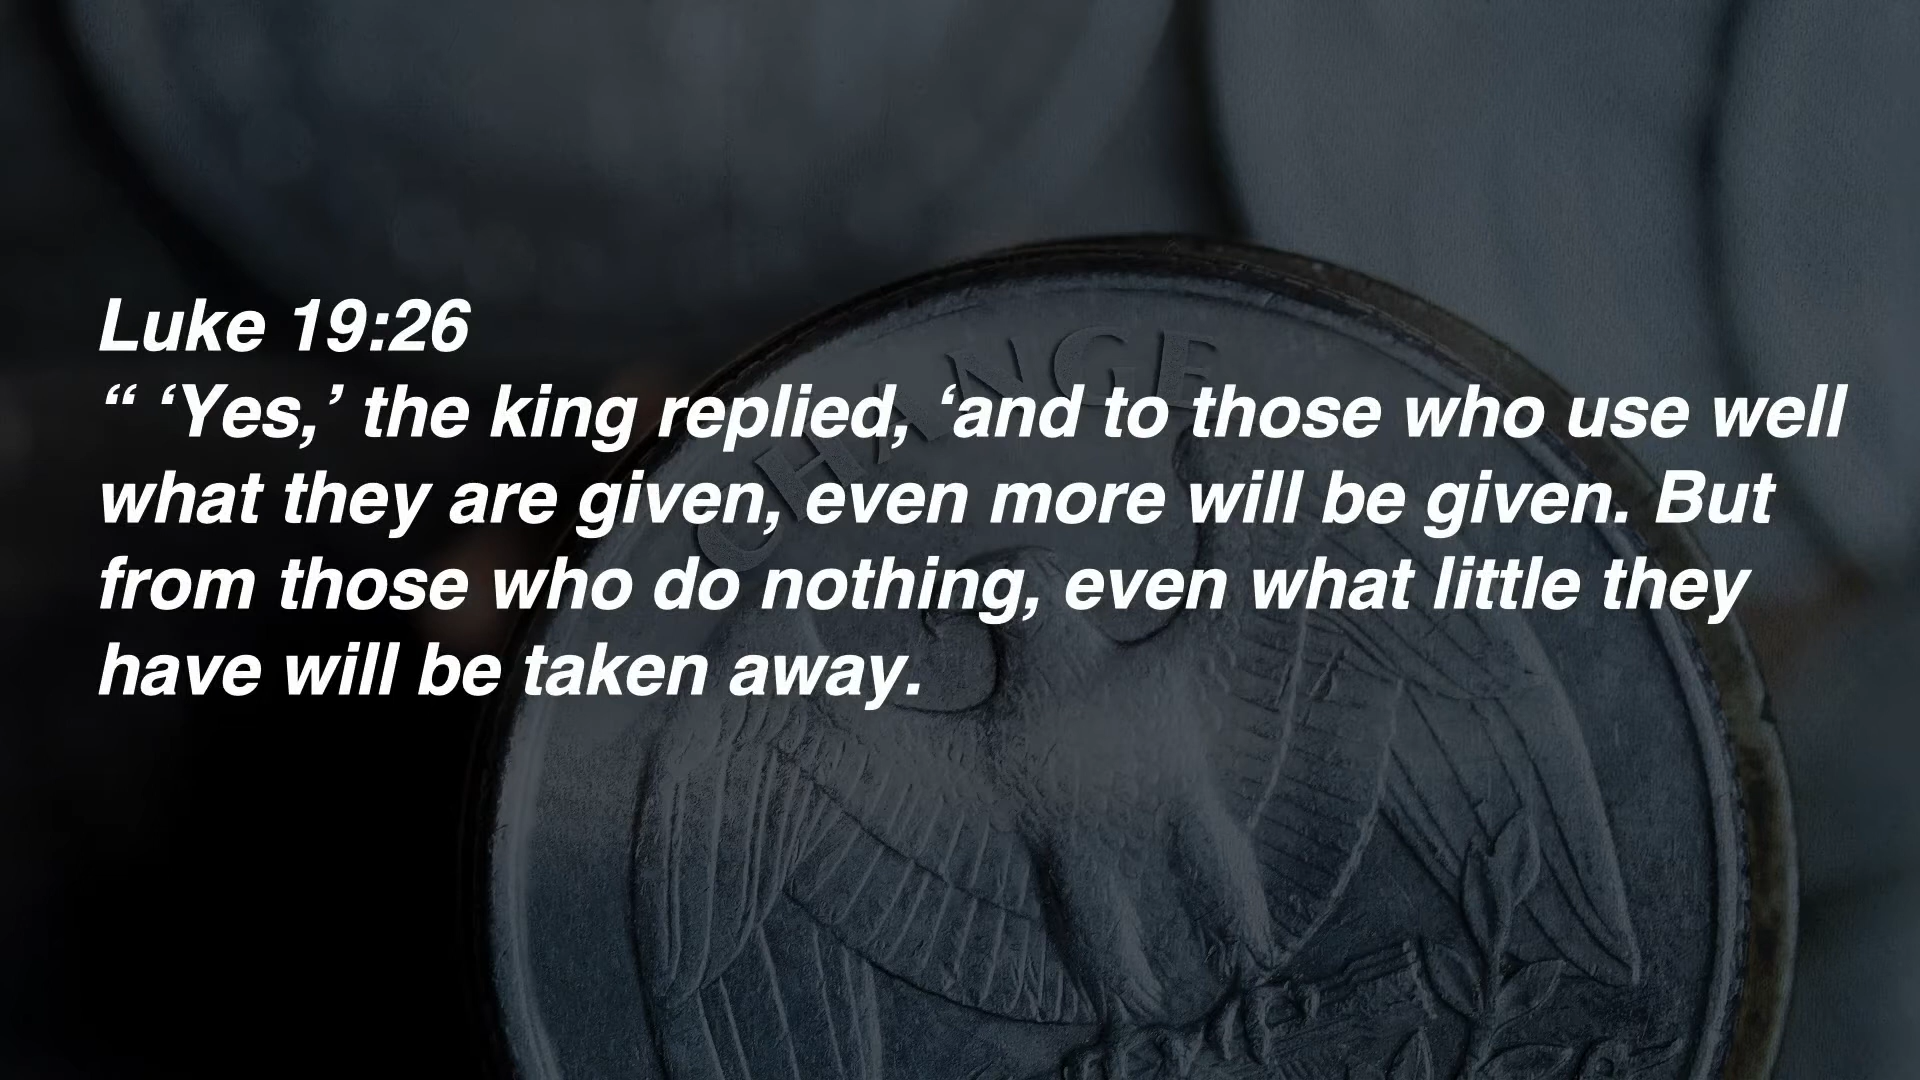 Luke 19:26
“ ‘Yes,’ the king replied, ‘and to those who use well
what they are given, even more will be given. But
from those who do nothing, even what little they
have will be taken away.
CHANGE